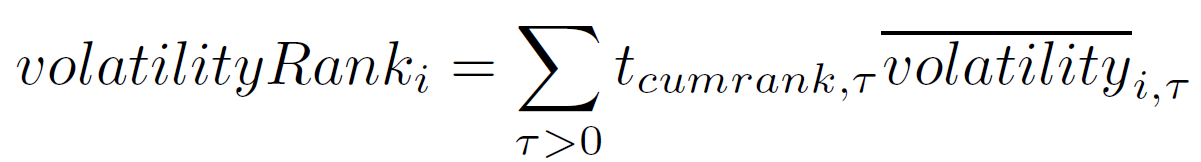 $volatilityRank_i = \sum_{\tau>0} t_{cumrank,\tau} \overline{volatility}_{i,\tau}$